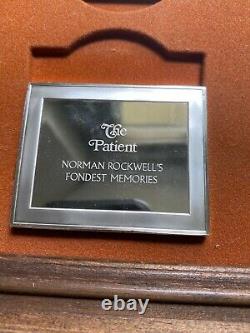 The
Patient
NORMAN ROCKWELL'S
FONDEST MEMORIES